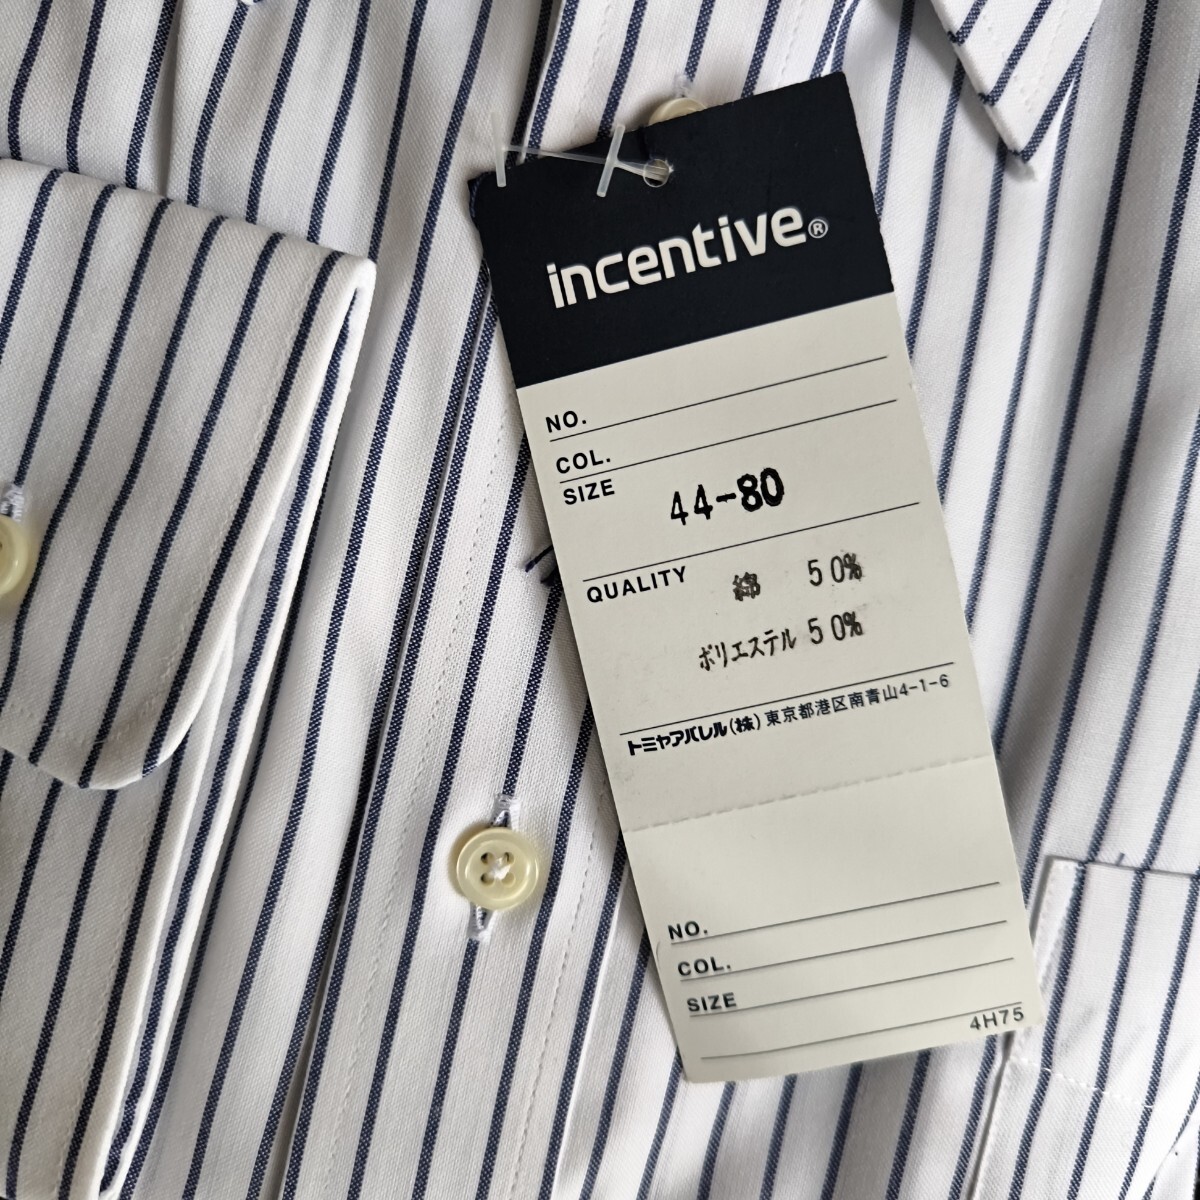 incentive®
NO.
COL.
SIZE 44-80
QUALITY 綿 50%
ポリエステル 50%
トミヤアパレル(株) 東京都港区南青山4-1-6
NO.
COL.
SIZE
4H75